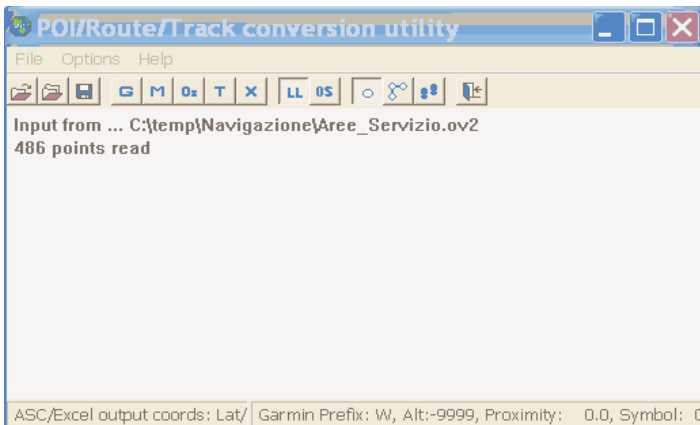 POI/Route/Track conversion utility
File Options Help
G M Oz T X LL OS
Input from ... C:\temp\Navigazione\Aree_Servizio.ov2
486 points read
ASC/Excel output coords: Lat/ Garmin Prefix: W, Alt:-9999, Proximity: 0.0, Symbol: